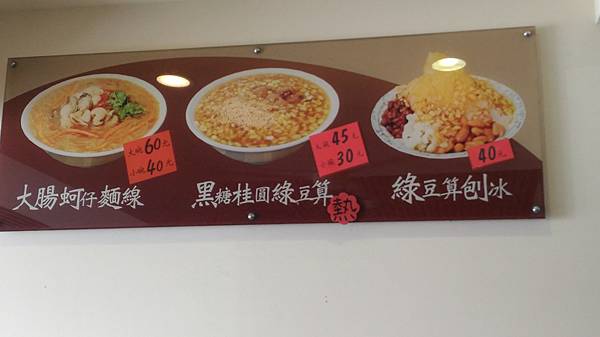 大碗60元
小碗40元
大腸蚵仔麵線
大碗45元
小碗30元
黑糖桂圓綠豆算
熱
40元
綠豆算刨冰